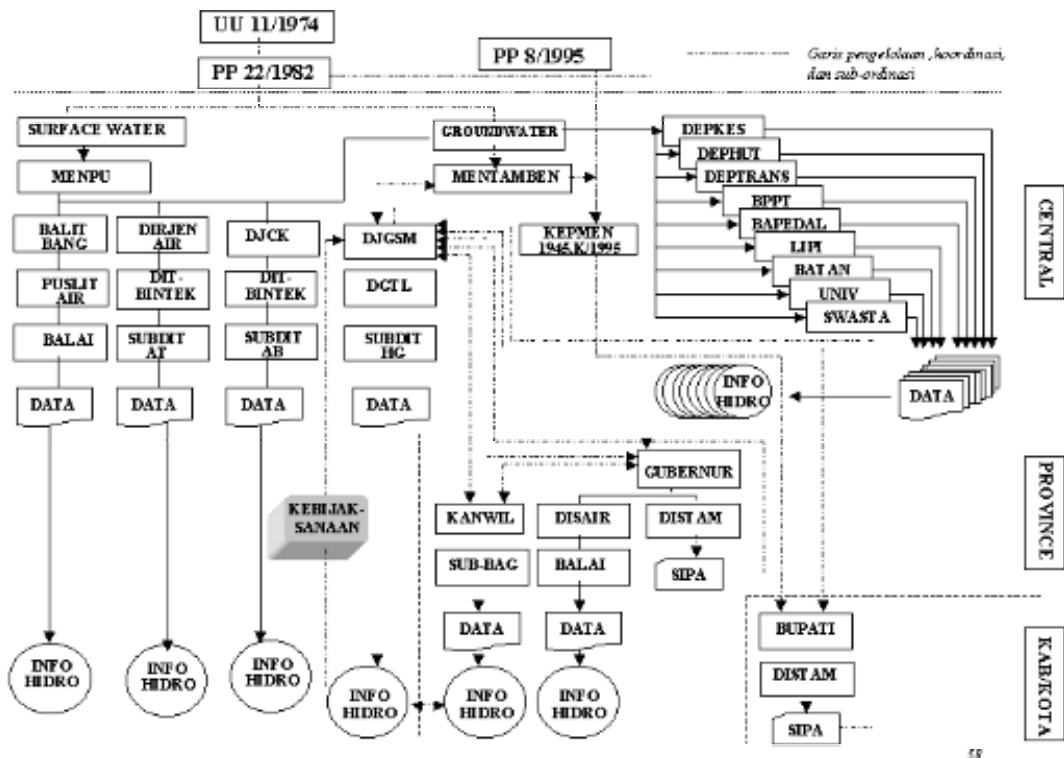 UU 11/1974
PP 22/1982
PP 8/1995
Garis pengelolaan, koordinasi,
dan sub-ordinasi
SURFACE WATER
MENPU
GROUNDWATER
MENTAMBEN
BALIT
BANG
DIRJEN
AIR
DJCK
DJGSM
KEPMEN
1945.K/1995
PUSLIT
AIR
DIT-
BINTEK
DIT-
BINTEK
DGTL
BALAI
SUBDIT
AT
SUBDIT
AB
SUBDIT
HG
DATA
DATA
DATA
DATA
DEPKES
DEPHUT
DEPTRANS
BPPT
BAPEDAL
LIPI
BATAN
UNIV
SWASTA
DATA
INFO
HIDRO
CENTRAL
GUBERNUR
KEBIJAK-
SANAAN
KANWIL
DISAIR
DISTAM
SUB-BAG
BALAI
SIPA
PROVINCE
DATA
DATA
BUPATI
DISTAM
SIPA
INFO
HIDRO
INFO
HIDRO
INFO
HIDRO
INFO
HIDRO
INFO
HIDRO
INFO
HIDRO
KAB/KOTA
58